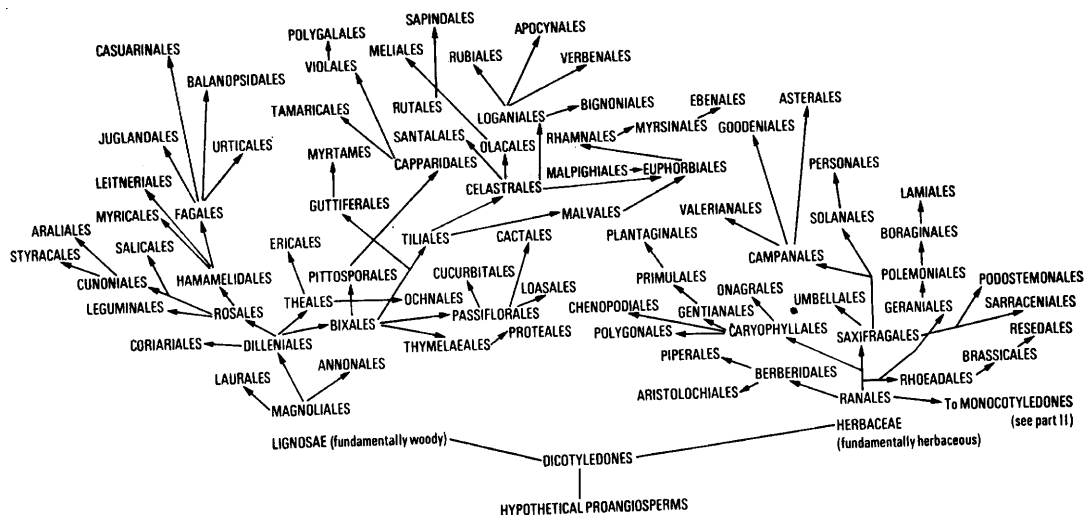 SAPINDALES
POLYGALALES
MELIALES
APOCYNALES
CASUARINALES
RUBIALES
VERBENALES
VIOLALES
BALANOPSIDALES
TAMARICALES
RUTALES
LOGANIALES
BIGNONIALES
EBENALES
ASTERALES
JUGLANDALES
URTICALES
SANTALALES
OLACALES
RHAMNALES
MYRSINALES
GOODENIALES
MYRTAMES
CAPPARIDALES
MALPIGHIALES
EUPHORBIALES
PERSONALES
LEITNERIALES
CELASTRALES
LAMIALES
MYRICALES
FAGALES
GUTTIFERALES
MALVALES
VALERIANALES
SOLANALES
ARALIALES
SALICALES
ERICALES
TILIALES
CACTALES
PLANTAGINALES
BORAGINALES
STYRACALES
CAMPANALES
CUNONIALES
HAMAMELIDALES
PITTOSPORALES
CUCURBITALES
PRIMULALES
POLEMONIALES
PODOSTEMONALES
LEGUMINALES
ROSALES
THEALES
OCHNALES
LOASALES
ONAGRALES
UMBELLALES
GERANIALES
SARRACENIALES
CHENOPODIALES
GENTIANALES
BIXALES
PASSIFLORALES
POLYGONALES
CARYOPHYLLALES
SAXIFRAGALES
RESEDALES
CORIARIALES
DILLENIALES
THYMELAEALES
PROTEALES
PIPERALES
BRASSICALES
LAURALES
ANNONALES
BERBERIDALES
RHOEADALES
ARISTOLOCHIALES
RANALES
MAGNOLIALES
To MONOCOTYLEDONES
(see part II)
LIGNOSAE (fundamentally woody)
HERBACEAE
(fundamentally herbaceous)
DICOTYLEDONES
HYPOTHETICAL PROANGIOSPERMS